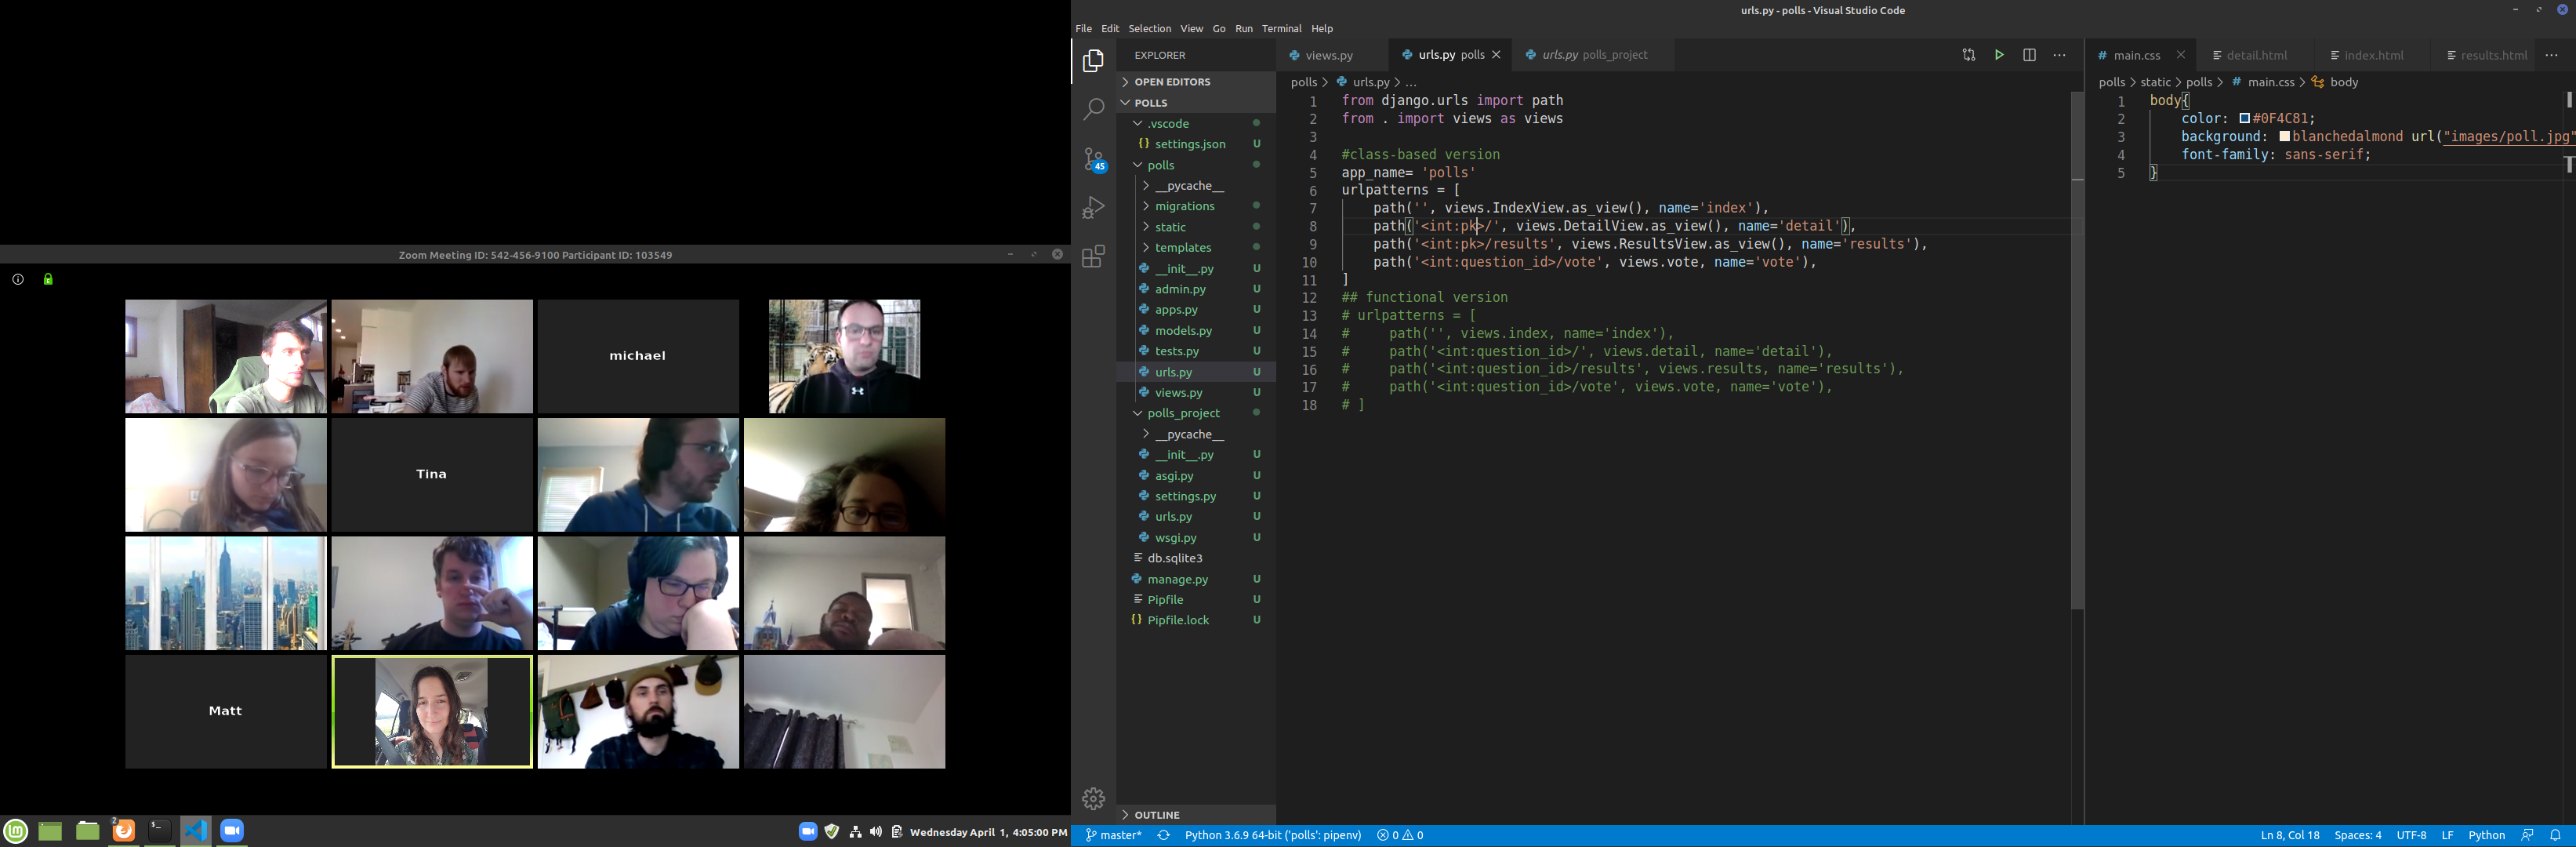 Zoom Meeting ID: 542-456-9100 Participant ID: 103549
michael
Tina
Matt
2
Wednesday April 1, 4:05:00 PM
urls.py - polls - Visual Studio Code
File Edit Selection View Go Run Terminal Help
45
EXPLORER
OPEN EDITORS
POLLS
.vscode
settings.json U
polls
__pycache__
migrations
static
templates
__init__.py U
admin.py U
apps.py U
models.py U
tests.py U
urls.py U
views.py U
polls_project
__pycache__
__init__.py U
asgi.py U
settings.py U
urls.py U
wsgi.py U
db.sqlite3
manage.py U
Pipfile U
Pipfile.lock U
OUTLINE
views.py urls.py polls urls.py polls_project
polls > urls.py > ...
1 from django.urls import path
2 from . import views as views
3
4 #class-based version
5 app_name= 'polls'
6 urlpatterns = [
7 path('', views.IndexView.as_view(), name='index'),
8 path('<int:pk>/', views.DetailView.as_view(), name='detail'),
9 path('<int:pk>/results', views.ResultsView.as_view(), name='results'),
10 path('<int:question_id>/vote', views.vote, name='vote'),
11 ]
12 ## functional version
13 # urlpatterns = [
14 # path('', views.index, name='index'),
15 # path('<int:question_id>/', views.detail, name='detail'),
16 # path('<int:question_id>/results', views.results, name='results'),
17 # path('<int:question_id>/vote', views.vote, name='vote'),
18 # ]
# main.css detail.html index.html results.html
polls > static > polls > # main.css > body
1 body{
2 color: #0F4C81;
3 background: blanchedalmond url("images/poll.jpg"
4 font-family: sans-serif;
5 }
master* Python 3.6.9 64-bit ('polls': pipenv) 0 0
Ln 8, Col 18 Spaces: 4 UTF-8 LF Python